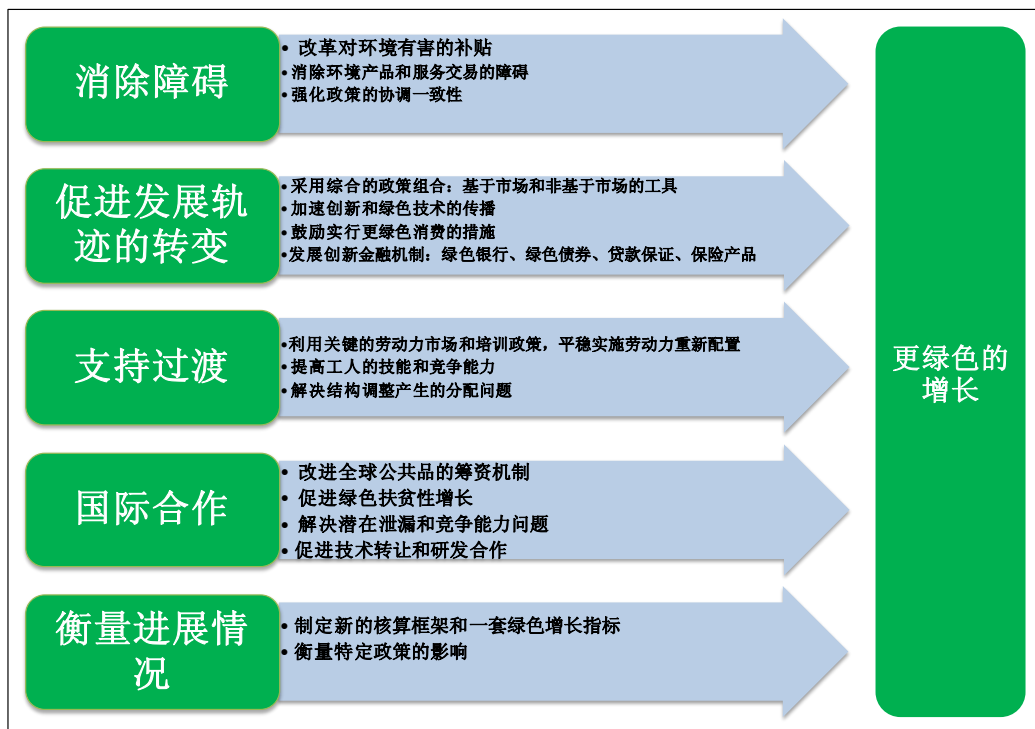 消除障碍
• 改革对环境有害的补贴
• 消除环境产品和服务交易的障碍
• 强化政策的协调一致性
促进发展轨
迹的转变
• 采用综合的政策组合：基于市场和非基于市场的工具
• 加速创新和绿色技术的传播
• 鼓励实行更绿色消费的措施
• 发展创新金融机制：绿色银行、绿色债券、贷款保证、保险产品
支持过渡
• 利用关键的劳动力市场和培训政策，平稳实施劳动力重新配置
• 提高工人的技能和竞争能力
• 解决结构调整产生的分配问题
国际合作
• 改进全球公共品的筹资机制
• 促进绿色扶贫性增长
• 解决潜在泄漏和竞争能力问题
• 促进技术转让和研发合作
衡量进展情
况
• 制定新的核算框架和一套绿色增长指标
• 衡量特定政策的影响
更绿色的
增长